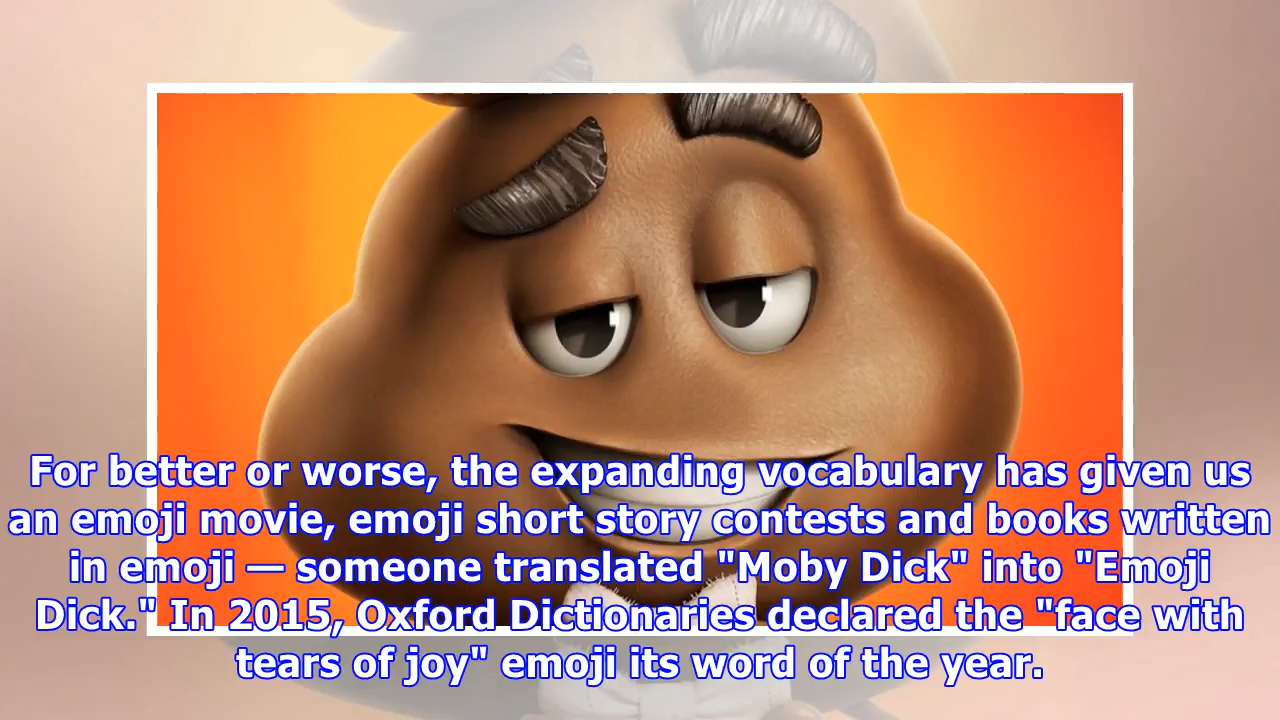 For better or worse, the expanding vocabulary has given us
an emoji movie, emoji short story contests and books written
in emoji — someone translated "Moby Dick" into "Emoji
Dick." In 2015, Oxford Dictionaries declared the "face with
tears of joy" emoji its word of the year.